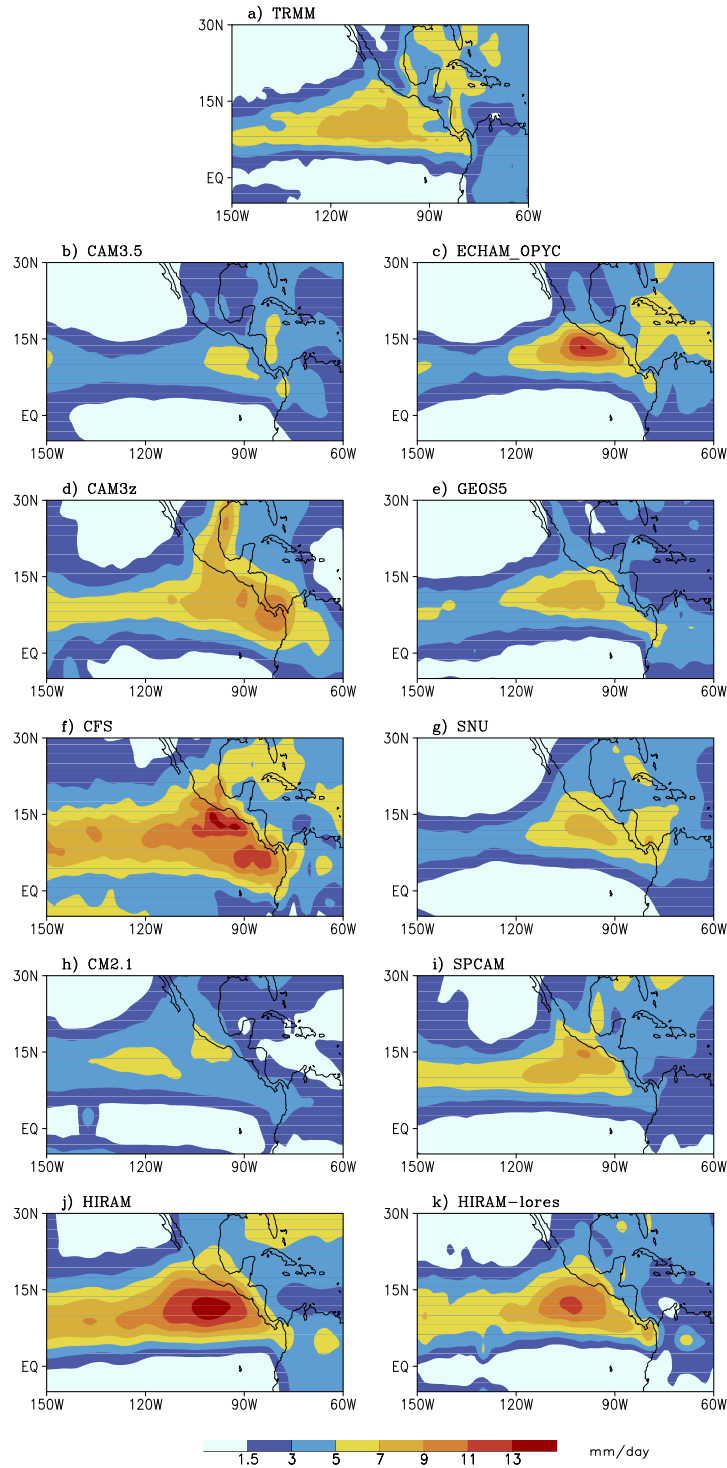 a) TRMM
30N
15N
EQ
150W 120W 90W 60W
b) CAM3.5 c) ECHAM_OPYC
30N 30N
15N 15N
EQ EQ
150W 120W 90W 60W 150W 120W 90W 60W
d) CAM3z e) GEOS5
30N 30N
15N 15N
EQ EQ
150W 120W 90W 60W 150W 120W 90W 60W
f) CFS g) SNU
30N 30N
15N 15N
EQ EQ
150W 120W 90W 60W 150W 120W 90W 60W
h) CM2.1 i) SPCAM
30N 30N
15N 15N
EQ EQ
150W 120W 90W 60W 150W 120W 90W 60W
j) HIRAM k) HIRAM-lores
30N 30N
15N 15N
EQ EQ
150W 120W 90W 60W 150W 120W 90W 60W
1.5 3 5 7 9 11 13 mm/day